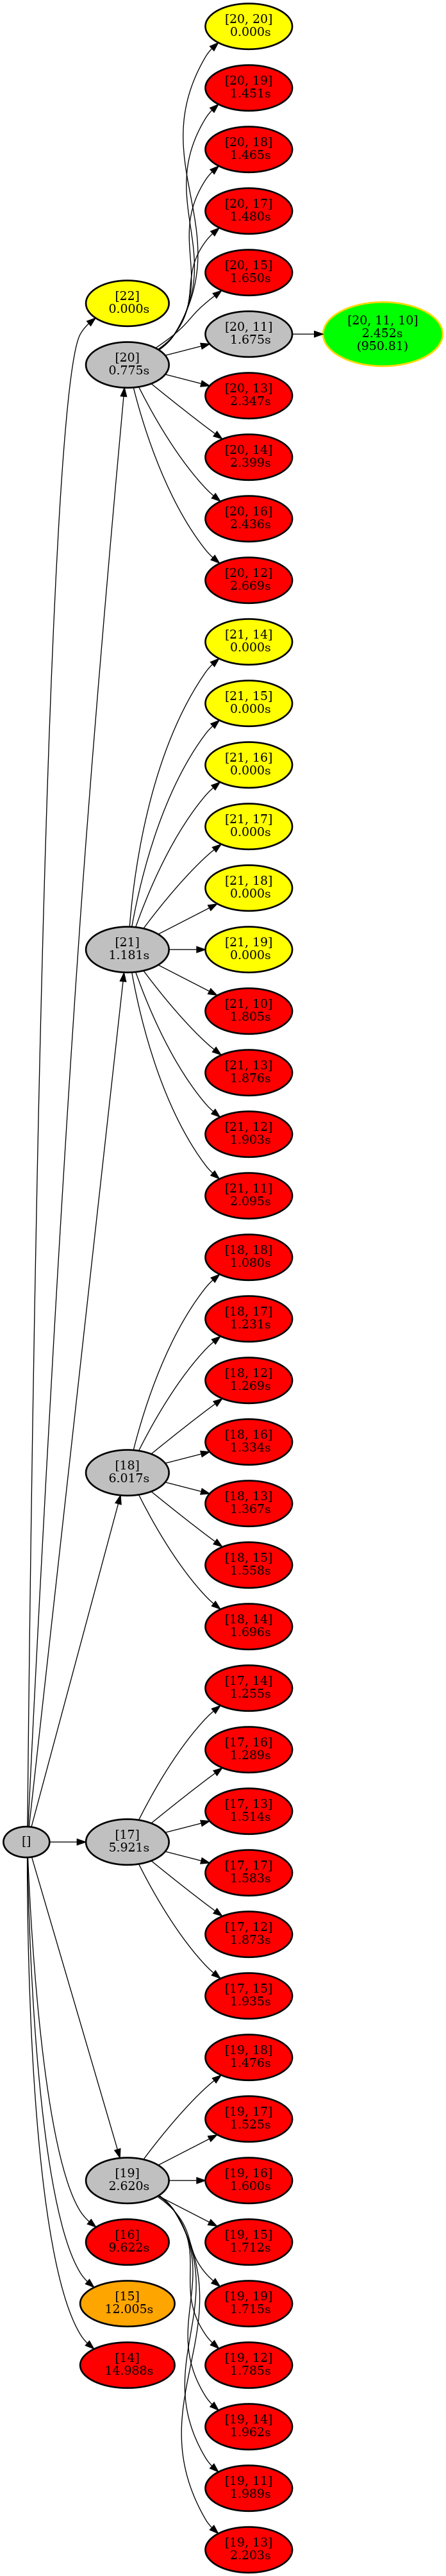 [20, 20]
0.000s
[20, 19]
1.451s
[20, 18]
1.465s
[20, 17]
1.480s
[20, 15]
1.650s
[22]
0.000s
[20, 11]
1.675s
[20, 11, 10]
2.452s
(950.81)
[20]
0.775s
[20, 13]
2.347s
[20, 14]
2.399s
[20, 16]
2.436s
[20, 12]
2.669s
[21, 14]
0.000s
[21, 15]
0.000s
[21, 16]
0.000s
[21, 17]
0.000s
[21, 18]
0.000s
[21]
1.181s
[21, 19]
0.000s
[21, 10]
1.805s
[21, 13]
1.876s
[21, 12]
1.903s
[21, 11]
2.095s
[18, 18]
1.080s
[18, 17]
1.231s
[18, 12]
1.269s
[18, 16]
1.334s
[18]
6.017s
[18, 13]
1.367s
[18, 15]
1.558s
[18, 14]
1.696s
[17, 14]
1.255s
[17, 16]
1.289s
[17, 13]
1.514s
[]
[17]
5.921s
[17, 17]
1.583s
[17, 12]
1.873s
[17, 15]
1.935s
[19, 18]
1.476s
[19, 17]
1.525s
[19]
2.620s
[19, 16]
1.600s
[16]
9.622s
[19, 15]
1.712s
[15]
12.005s
[19, 19]
1.715s
[14]
14.988s
[19, 12]
1.785s
[19, 14]
1.962s
[19, 11]
1.989s
[19, 13]
2.203s